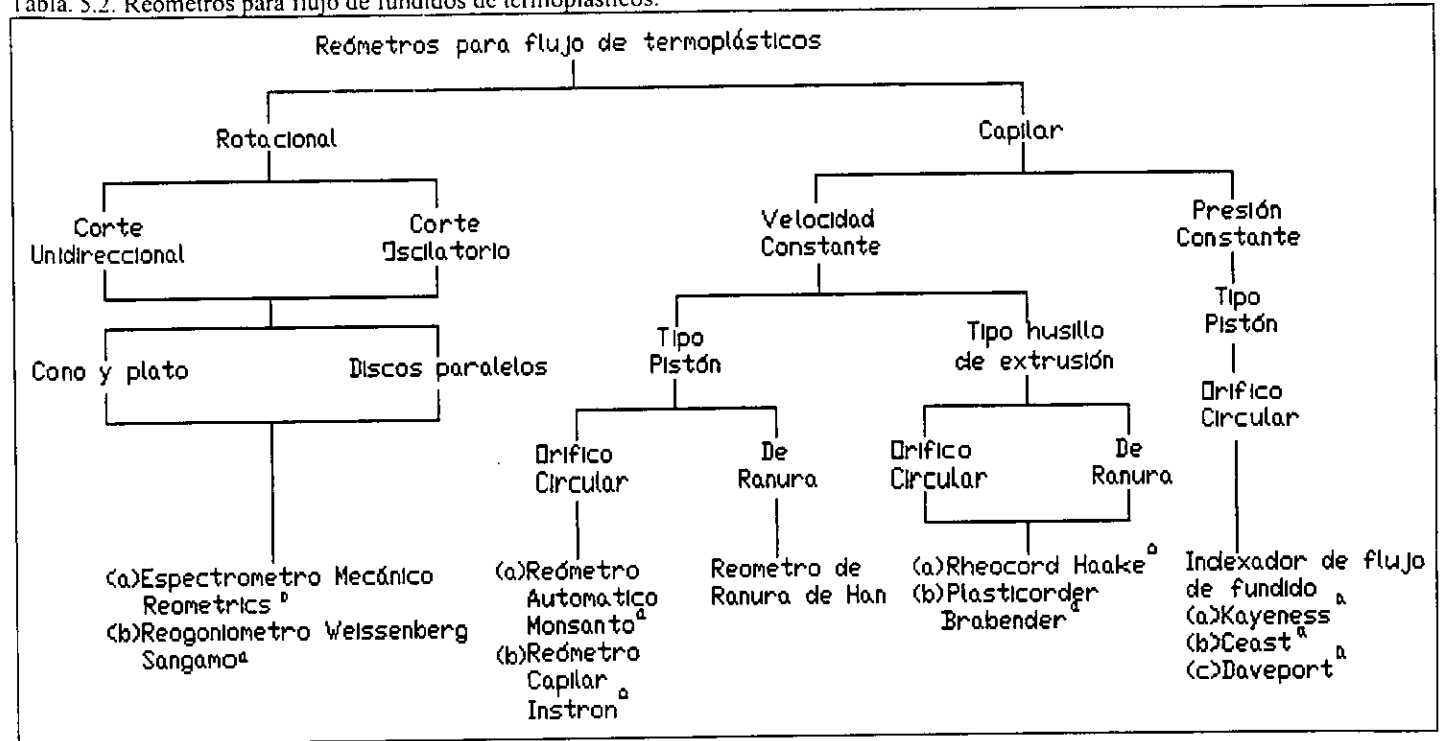 Tabla. 5.2. Reómetros para flujo de fundidos de termoplásticos.
Reómetros para flujo de termoplásticos
Rotacional
Capilar
Corte
Unidireccional
Corte
Oscilatorio
Velocidad
Constante
Presión
Constante
Cono y plato
Discos paralelos
Tipo
Pistón
Tipo husillo
de extrusión
Tipo
Pistón
Orifico
Circular
Orifico
Circular
De
Ranura
Orifico
Circular
De
Ranura
(a)Espectrometro Mecánico
Reometrics a
(b)Reogoniometro Weissenberg
Sangamo a
(a)Reómetro
Automatico
Monsanto a
(b)Reómetro
Capilar
Instron a
Reometro de
Ranura de Han
(a)Rheocord Haake a
(b)Plasticorder
Brabender a
Indexador de flujo
de fundido
(a)Kayeness a
(b)Ceast a
(c)Daveport a